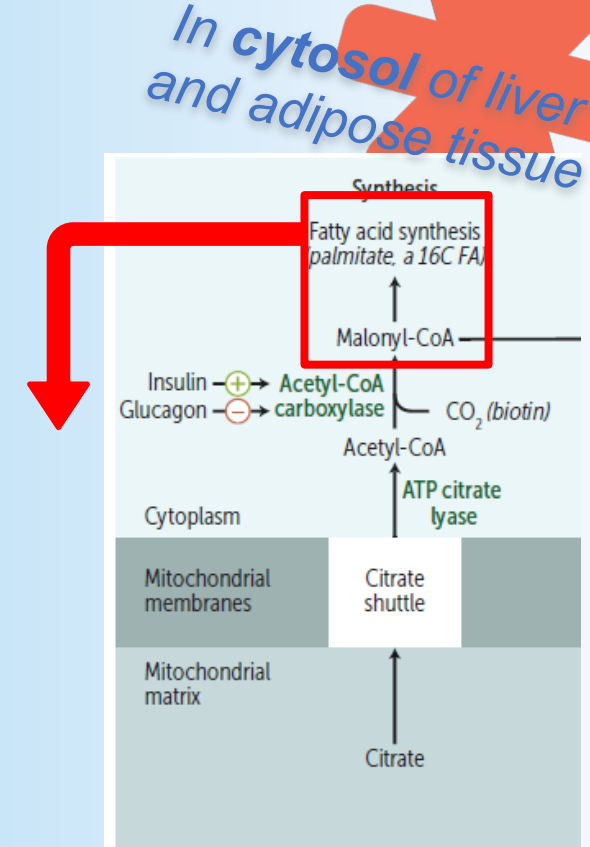 In cytosol of liver
and adipose tissue
Synthesis
Fatty acid synthesis
(palmitate, a 16C FA)
Malonyl-CoA
Insulin + Acetyl-CoA
Glucagon − carboxylase
CO2 (biotin)
Acetyl-CoA
ATP citrate
lyase
Cytoplasm
Mitochondrial
membranes
Citrate
shuttle
Mitochondrial
matrix
Citrate